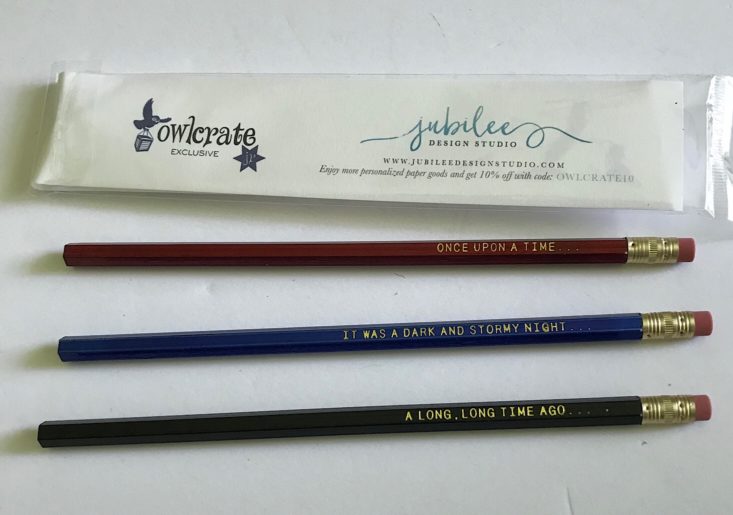 owlcrate
EXCLUSIVE
jubilee
DESIGN STUDIO
WWW.JUBILEEDESIGNSTUDIO.COM
Enjoy more personalized paper goods and get 10% off with code: OWLCRATE10
ONCE UPON A TIME...
IT WAS A DARK AND STORMY NIGHT...
A LONG, LONG TIME AGO....